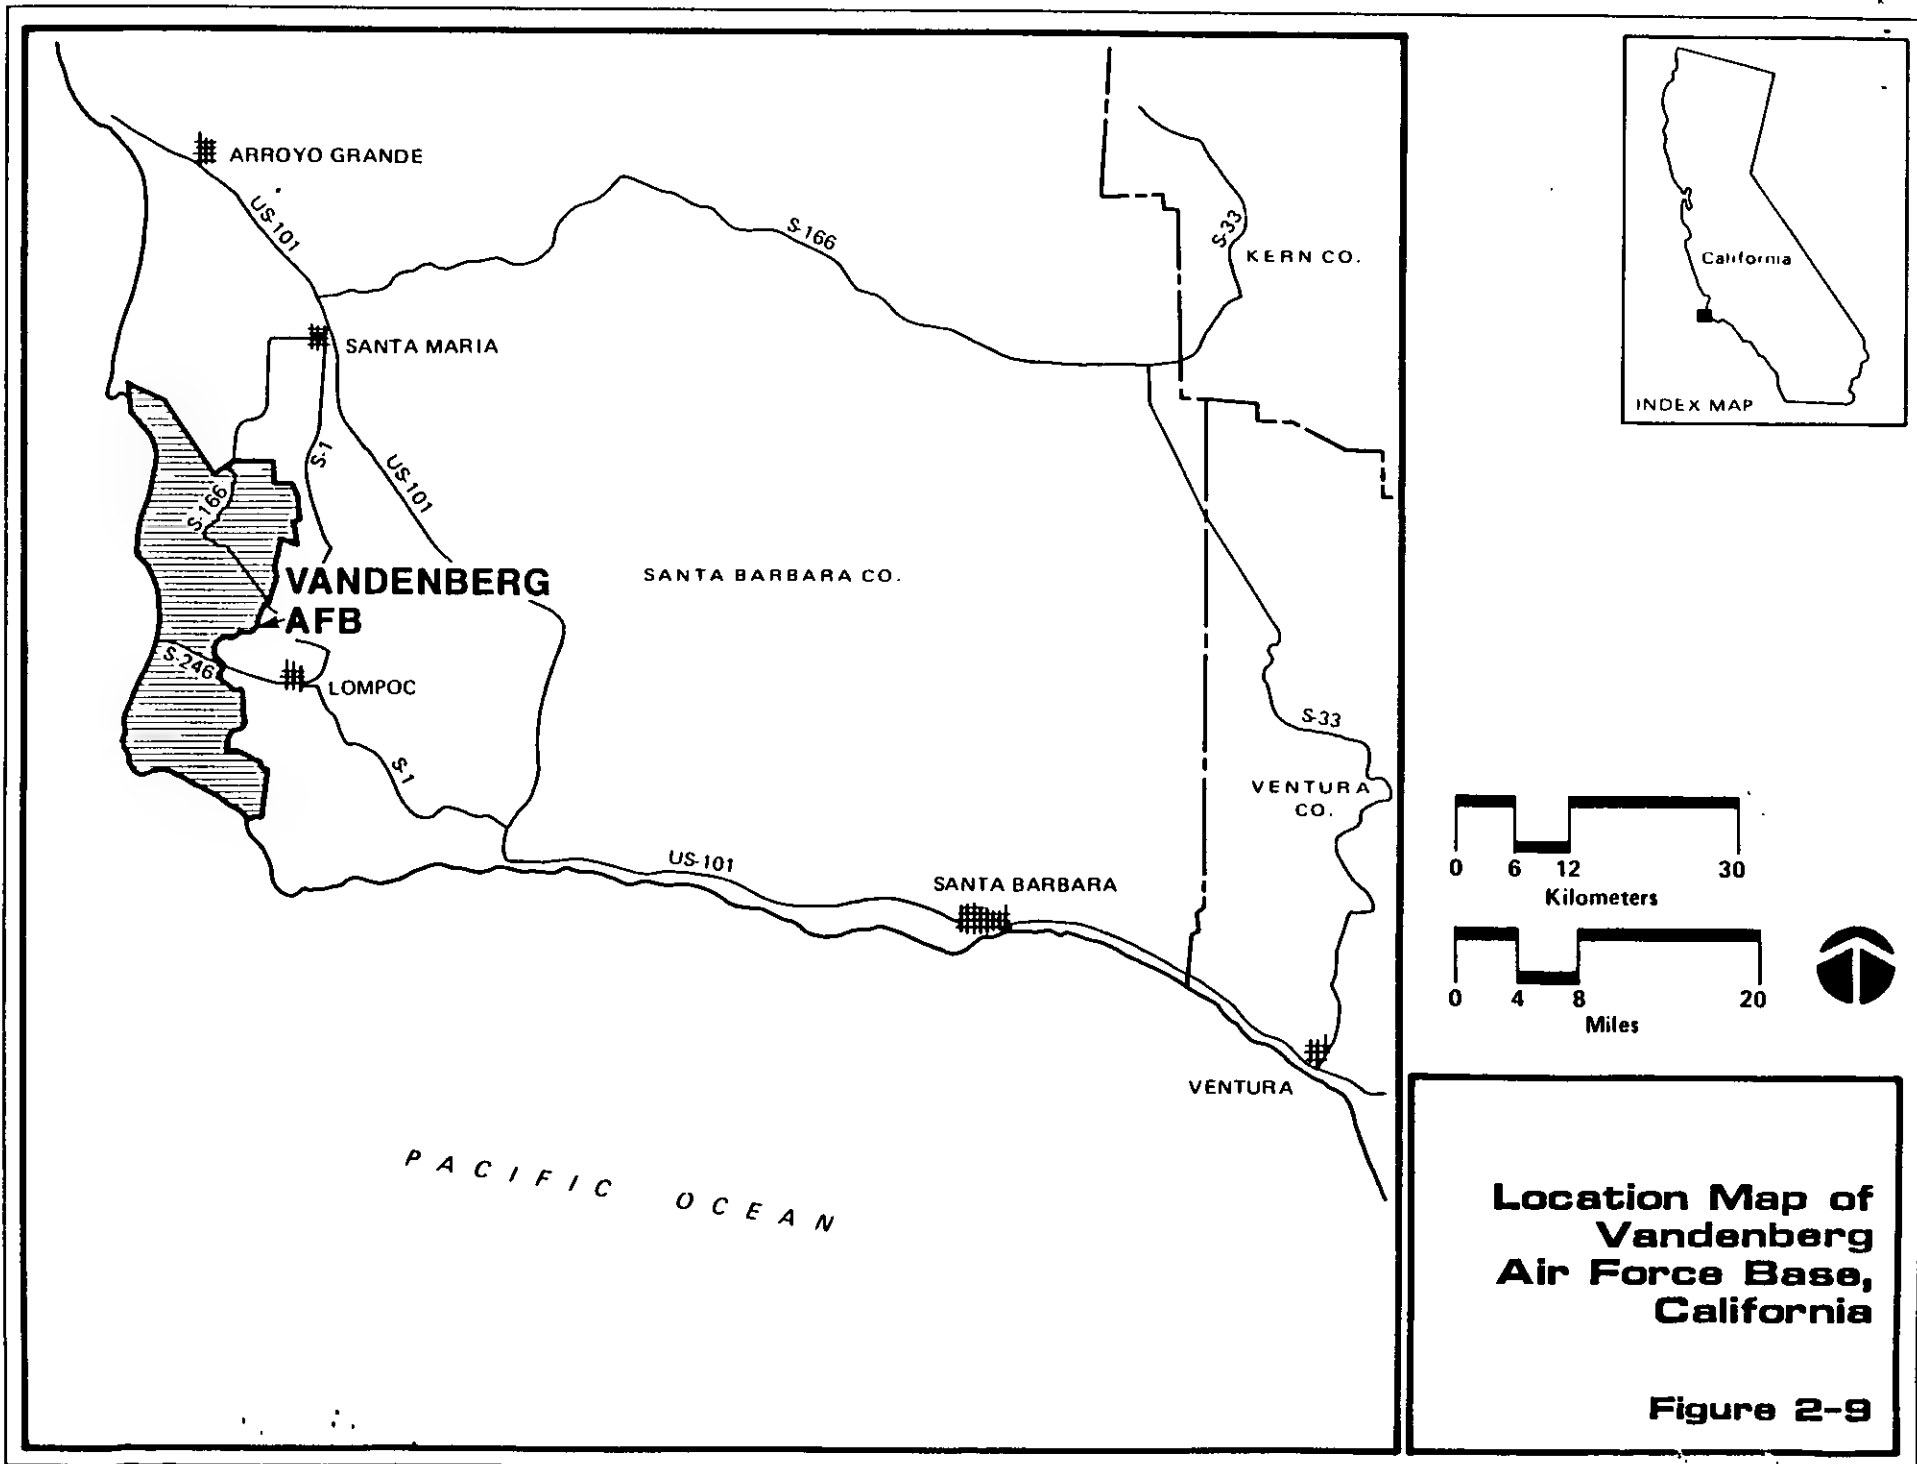 ARROYO GRANDE
US-101
S-166
S-33
KERN CO.
California
INDEX MAP
SANTA MARIA
S-1
US-101
S-166
VANDENBERG
AFB
SANTA BARBARA CO.
S-246
LOMPOC
S-1
S-33
VENTURA
CO.
US-101
SANTA BARBARA
VENTURA
PACIFIC OCEAN
0 6 12 30
Kilometers
0 4 8 20
Miles
Location Map of
Vandenberg
Air Force Base,
California
Figure 2-9